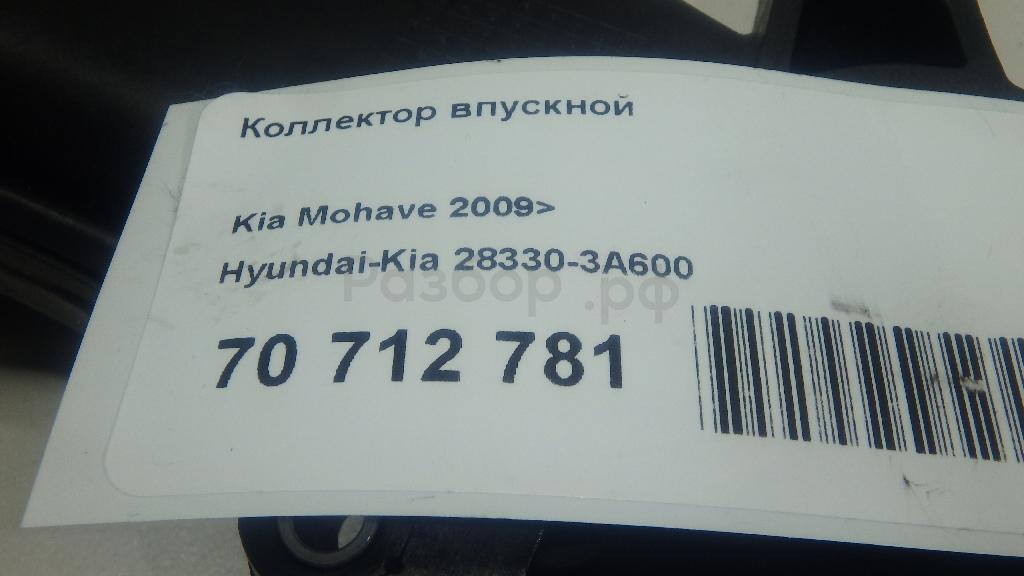 Коллектор впускной
Kia Mohave 2009>
Hyundai-Kia 28330-3A600
Разбор.рф
70 712 781